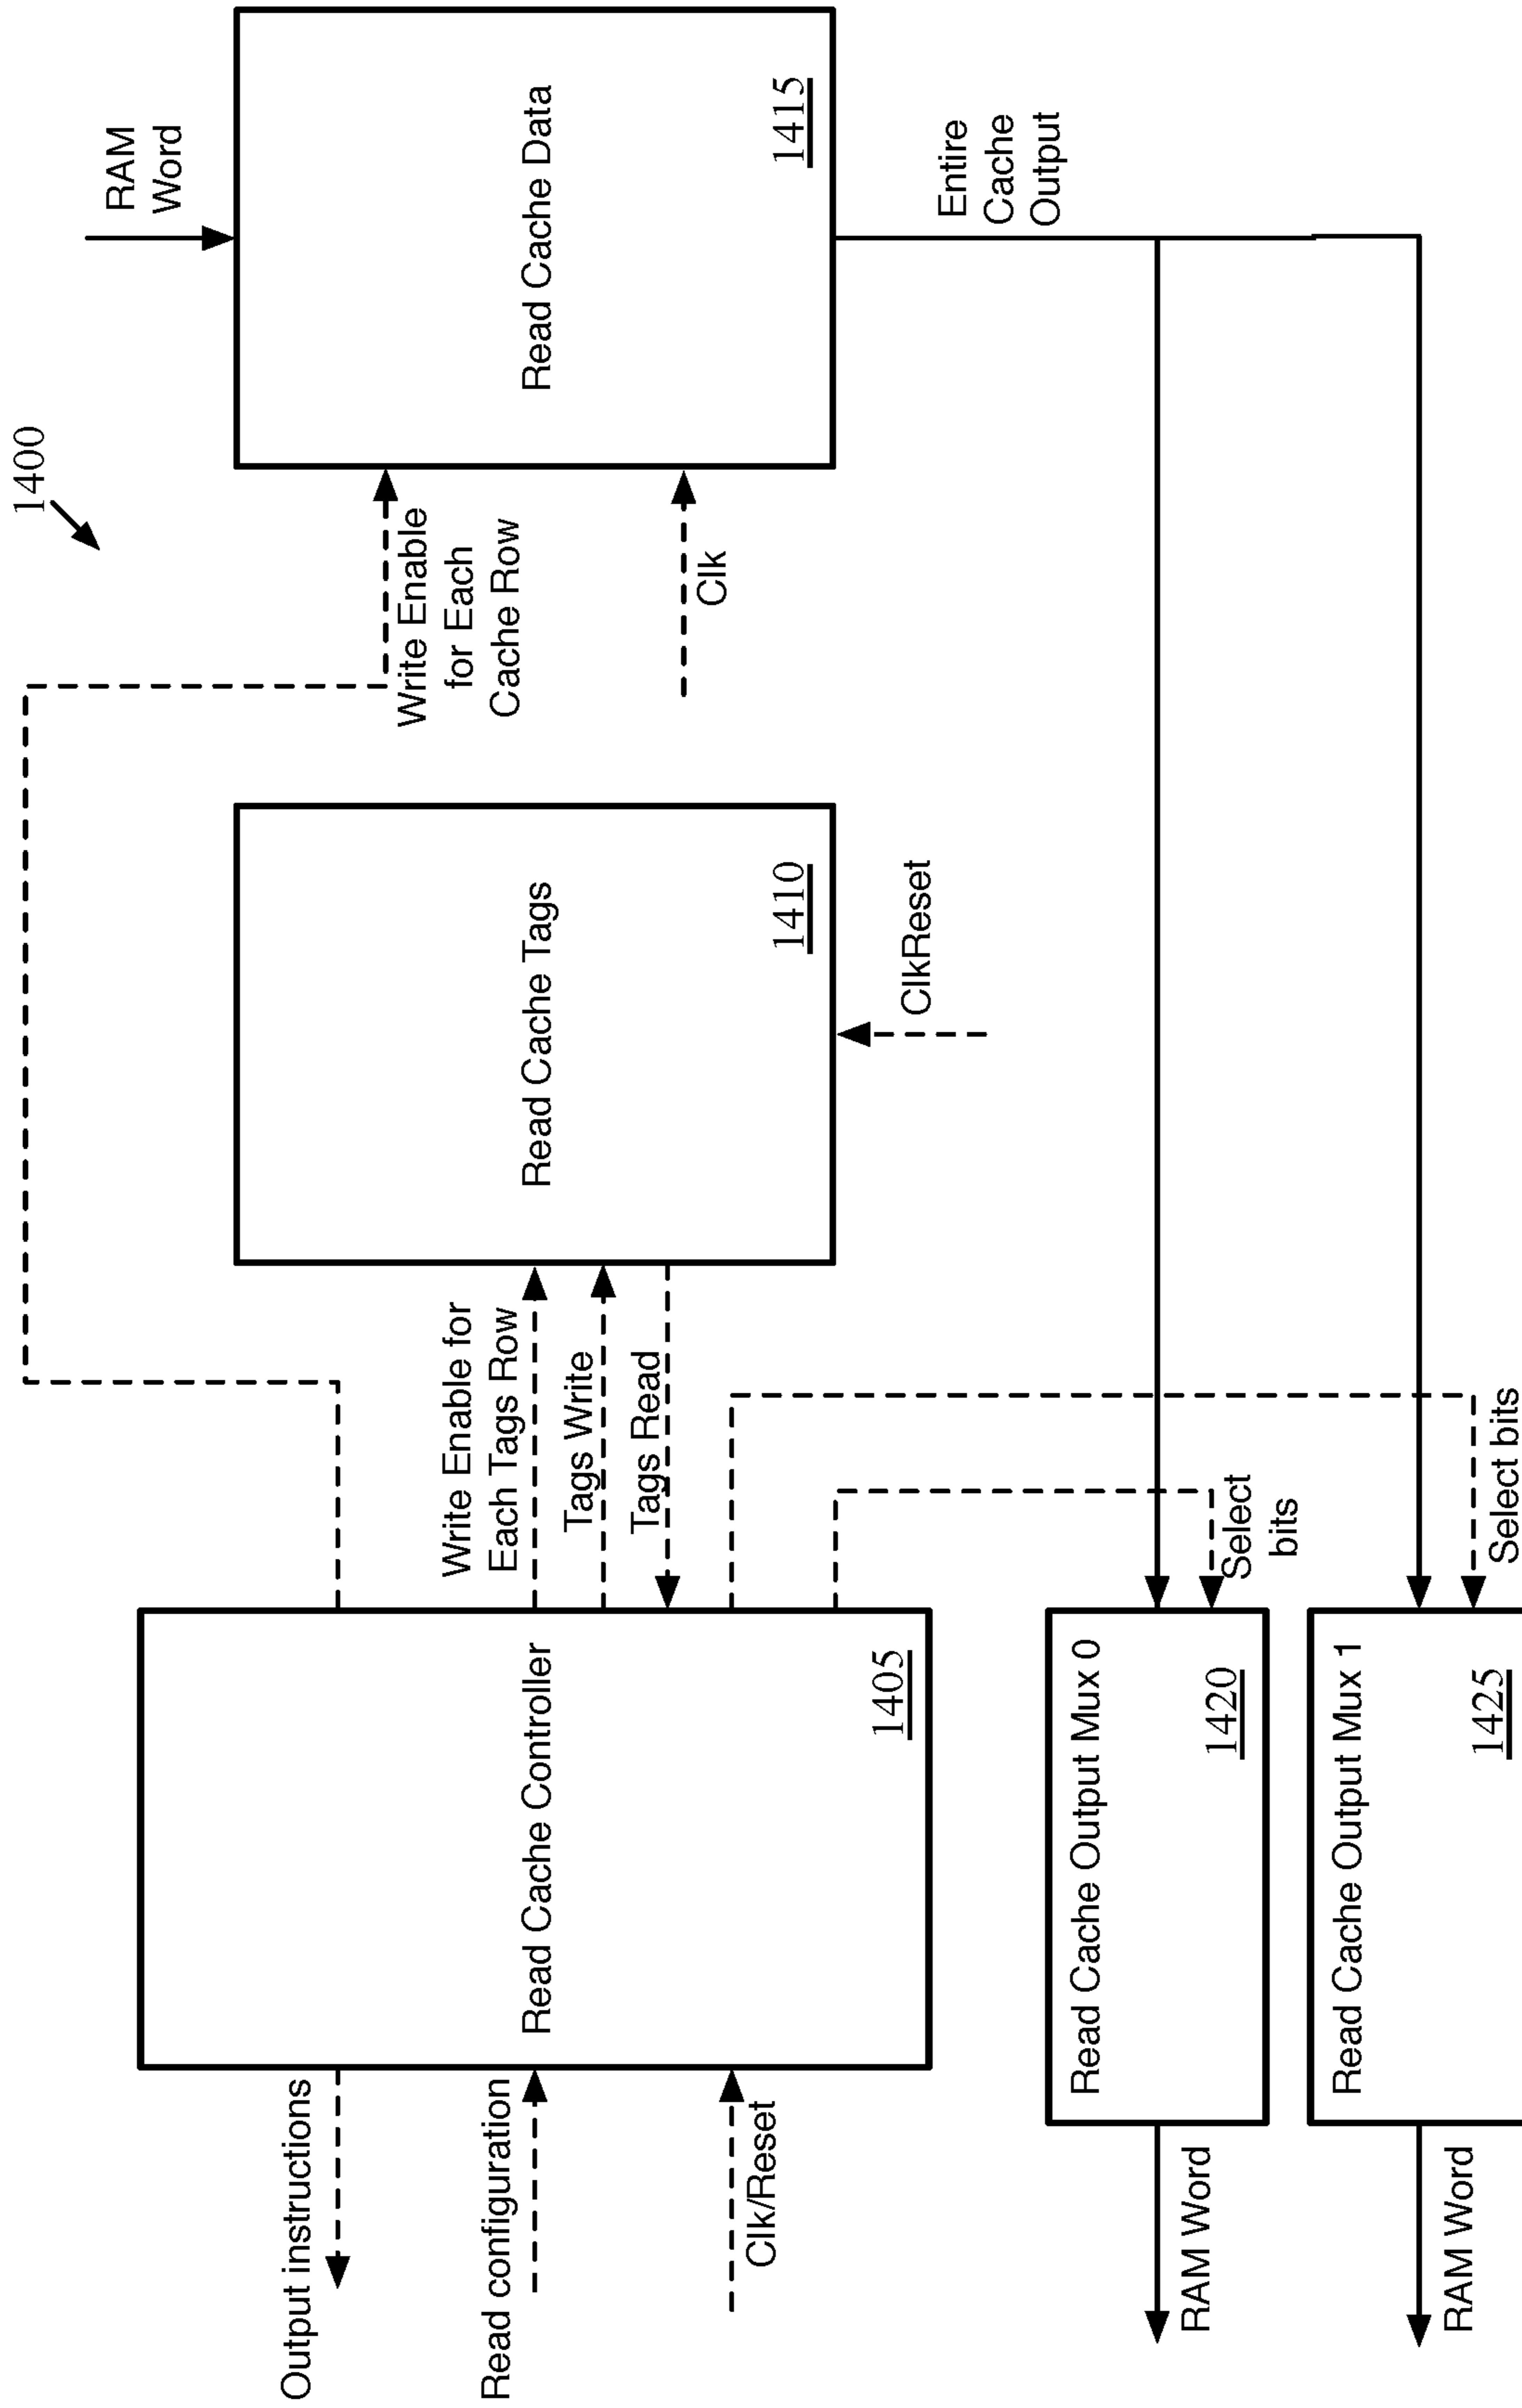 1400
RAM
Word
Read Cache Data
1415
Write Enable
for Each
Cache Row
Clk
Entire
Cache
Output
Read Cache Tags
1410
ClkReset
Write Enable for
Each Tags Row
Tags Write
Tags Read
Read Cache Controller
1405
Output instructions
Read configuration
Clk/Reset
Select
bits
Read Cache Output Mux 0
1420
RAM Word
Select bits
Read Cache Output Mux 1
1425
RAM Word